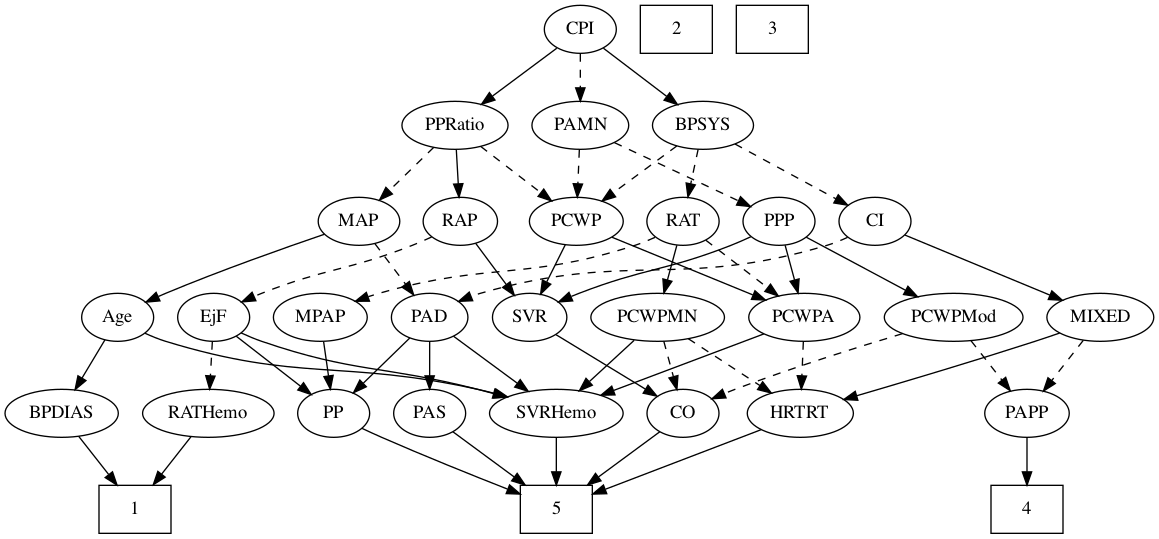 CPI 2 3
PPRatio PAMN BPSYS
MAP RAP PCWP RAT PPP CI
Age EjF MPAP PAD SVR PCWPMN PCWPA PCWPMod MIXED
BPDIAS RATHemo PP PAS SVRHemo CO HRTRT PAPP
1 5 4